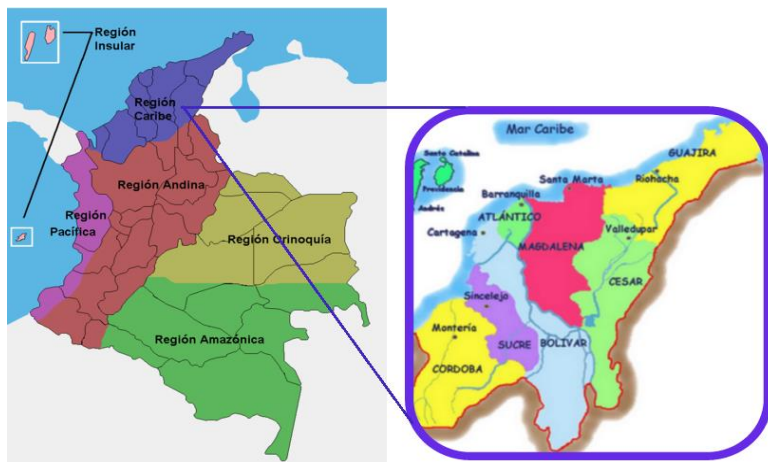 Región
Insular
Región
Caribe
Región Andina
Región
Pacífica
Región Orinoquía
Región Amazónica
Mar Caribe
GUAJIRA
Santa Catalina
Providencia
Andrés
Santa Marta
Riohacha
Barranquilla
ATLÁNTICO
Cartagena
MAGDALENA
Valledupar
CESAR
Sincelejo
Montería
SUCRE
BOLIVAR
CORDOBA